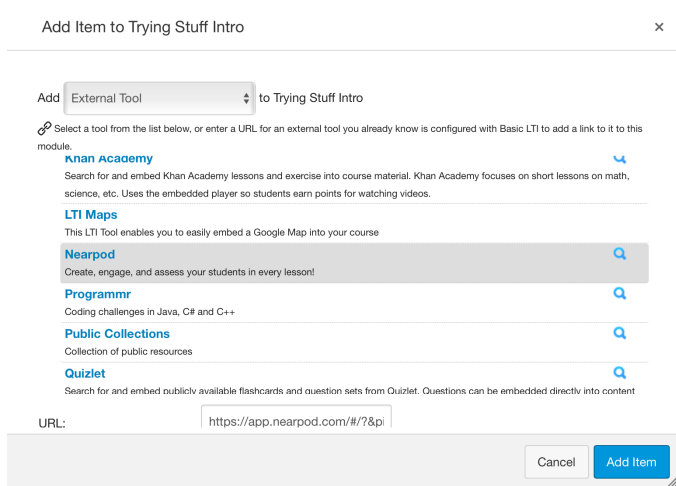 Add Item to Trying Stuff Intro ×
Add External Tool to Trying Stuff Intro
Select a tool from the list below, or enter a URL for an external tool you already know is configured with Basic LTI to add a link to it to this
module.
Khan Academy
Search for and embed Khan Academy lessons and exercise into course material. Khan Academy focuses on short lessons on math,
science, etc. Uses the embedded player so students earn points for watching videos.
LTI Maps
This LTI Tool enables you to easily embed a Google Map into your course
Nearpod
Create, engage, and assess your students in every lesson!
Programmr
Coding challenges in Java, C# and C++
Public Collections
Collection of public resources
Quizlet
Search for and embed publicly available flashcards and question sets from Quizlet. Questions can be embedded directly into content
URL: https://app.nearpod.com/#/?&pi
Cancel Add Item